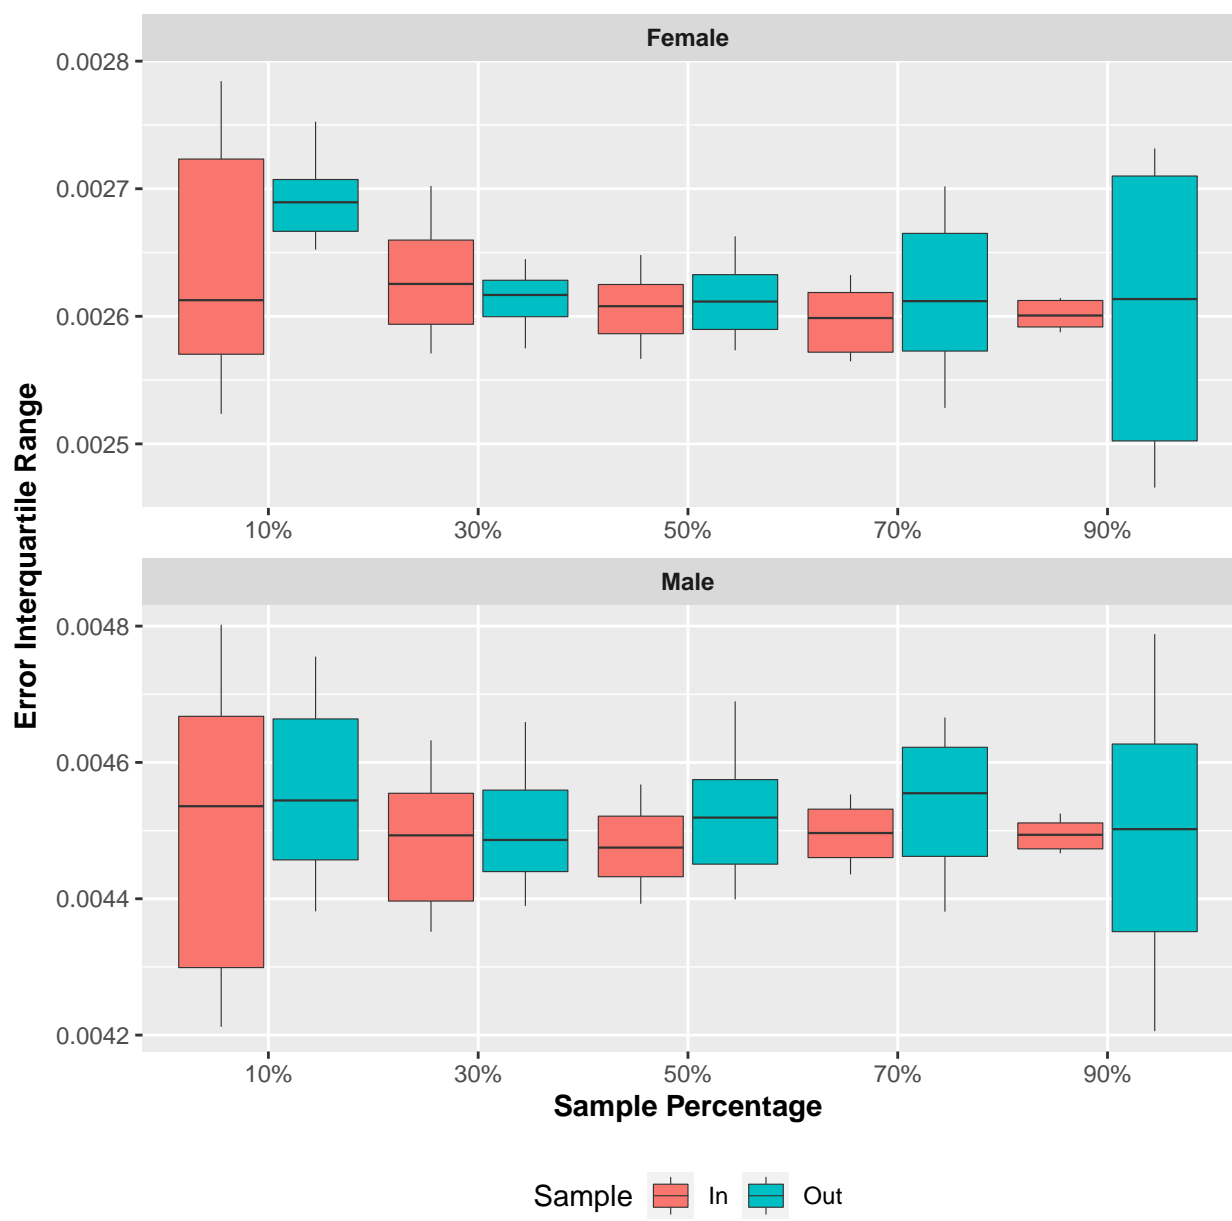 Female
0.0028
0.0027
0.0026
0.0025
10% 30% 50% 70% 90%
Error Interquartile Range
Male
0.0048
0.0046
0.0044
0.0042
10% 30% 50% 70% 90%
Sample Percentage
Sample In Out